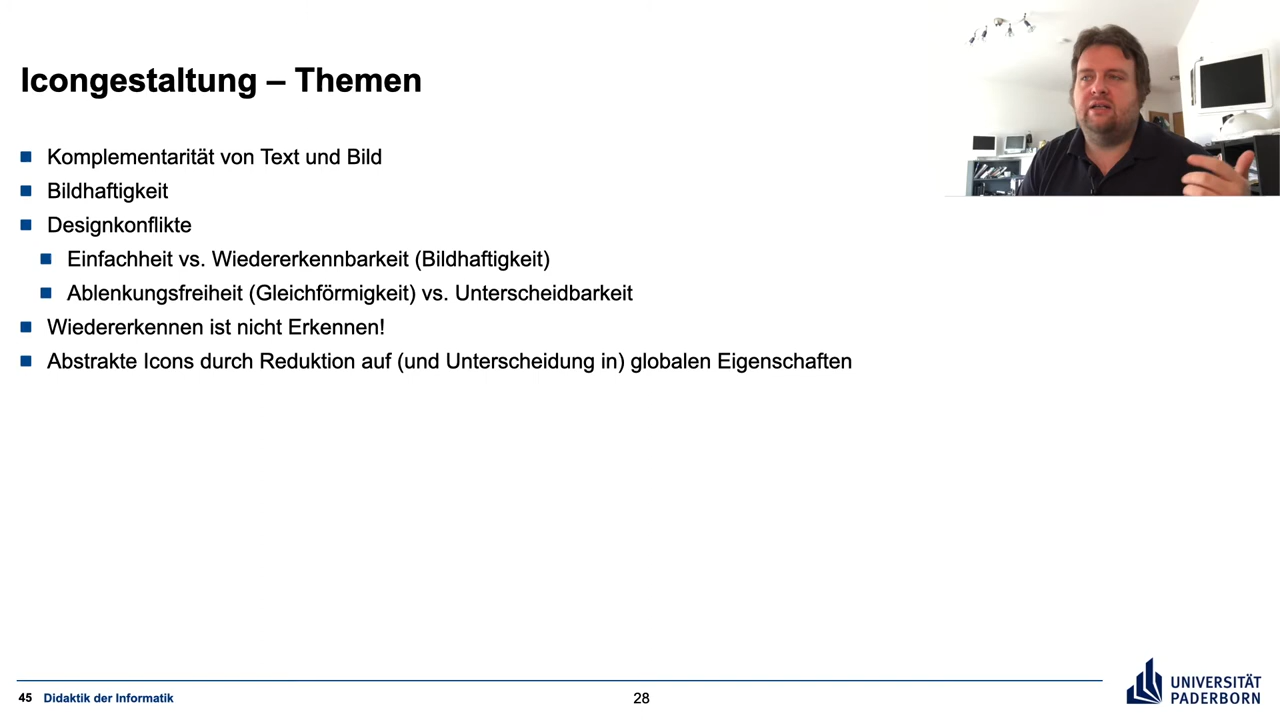 Icongestaltung – Themen
Komplementarität von Text und Bild
Bildhaftigkeit
Designkonflikte
Einfachheit vs. Wiedererkennbarkeit (Bildhaftigkeit)
Ablenkungsfreiheit (Gleichförmigkeit) vs. Unterscheidbarkeit
Wiedererkennen ist nicht Erkennen!
Abstrakte Icons durch Reduktion auf (und Unterscheidung in) globalen Eigenschaften
45 Didaktik der Informatik
28
UNIVERSITÄT
PADERBORN